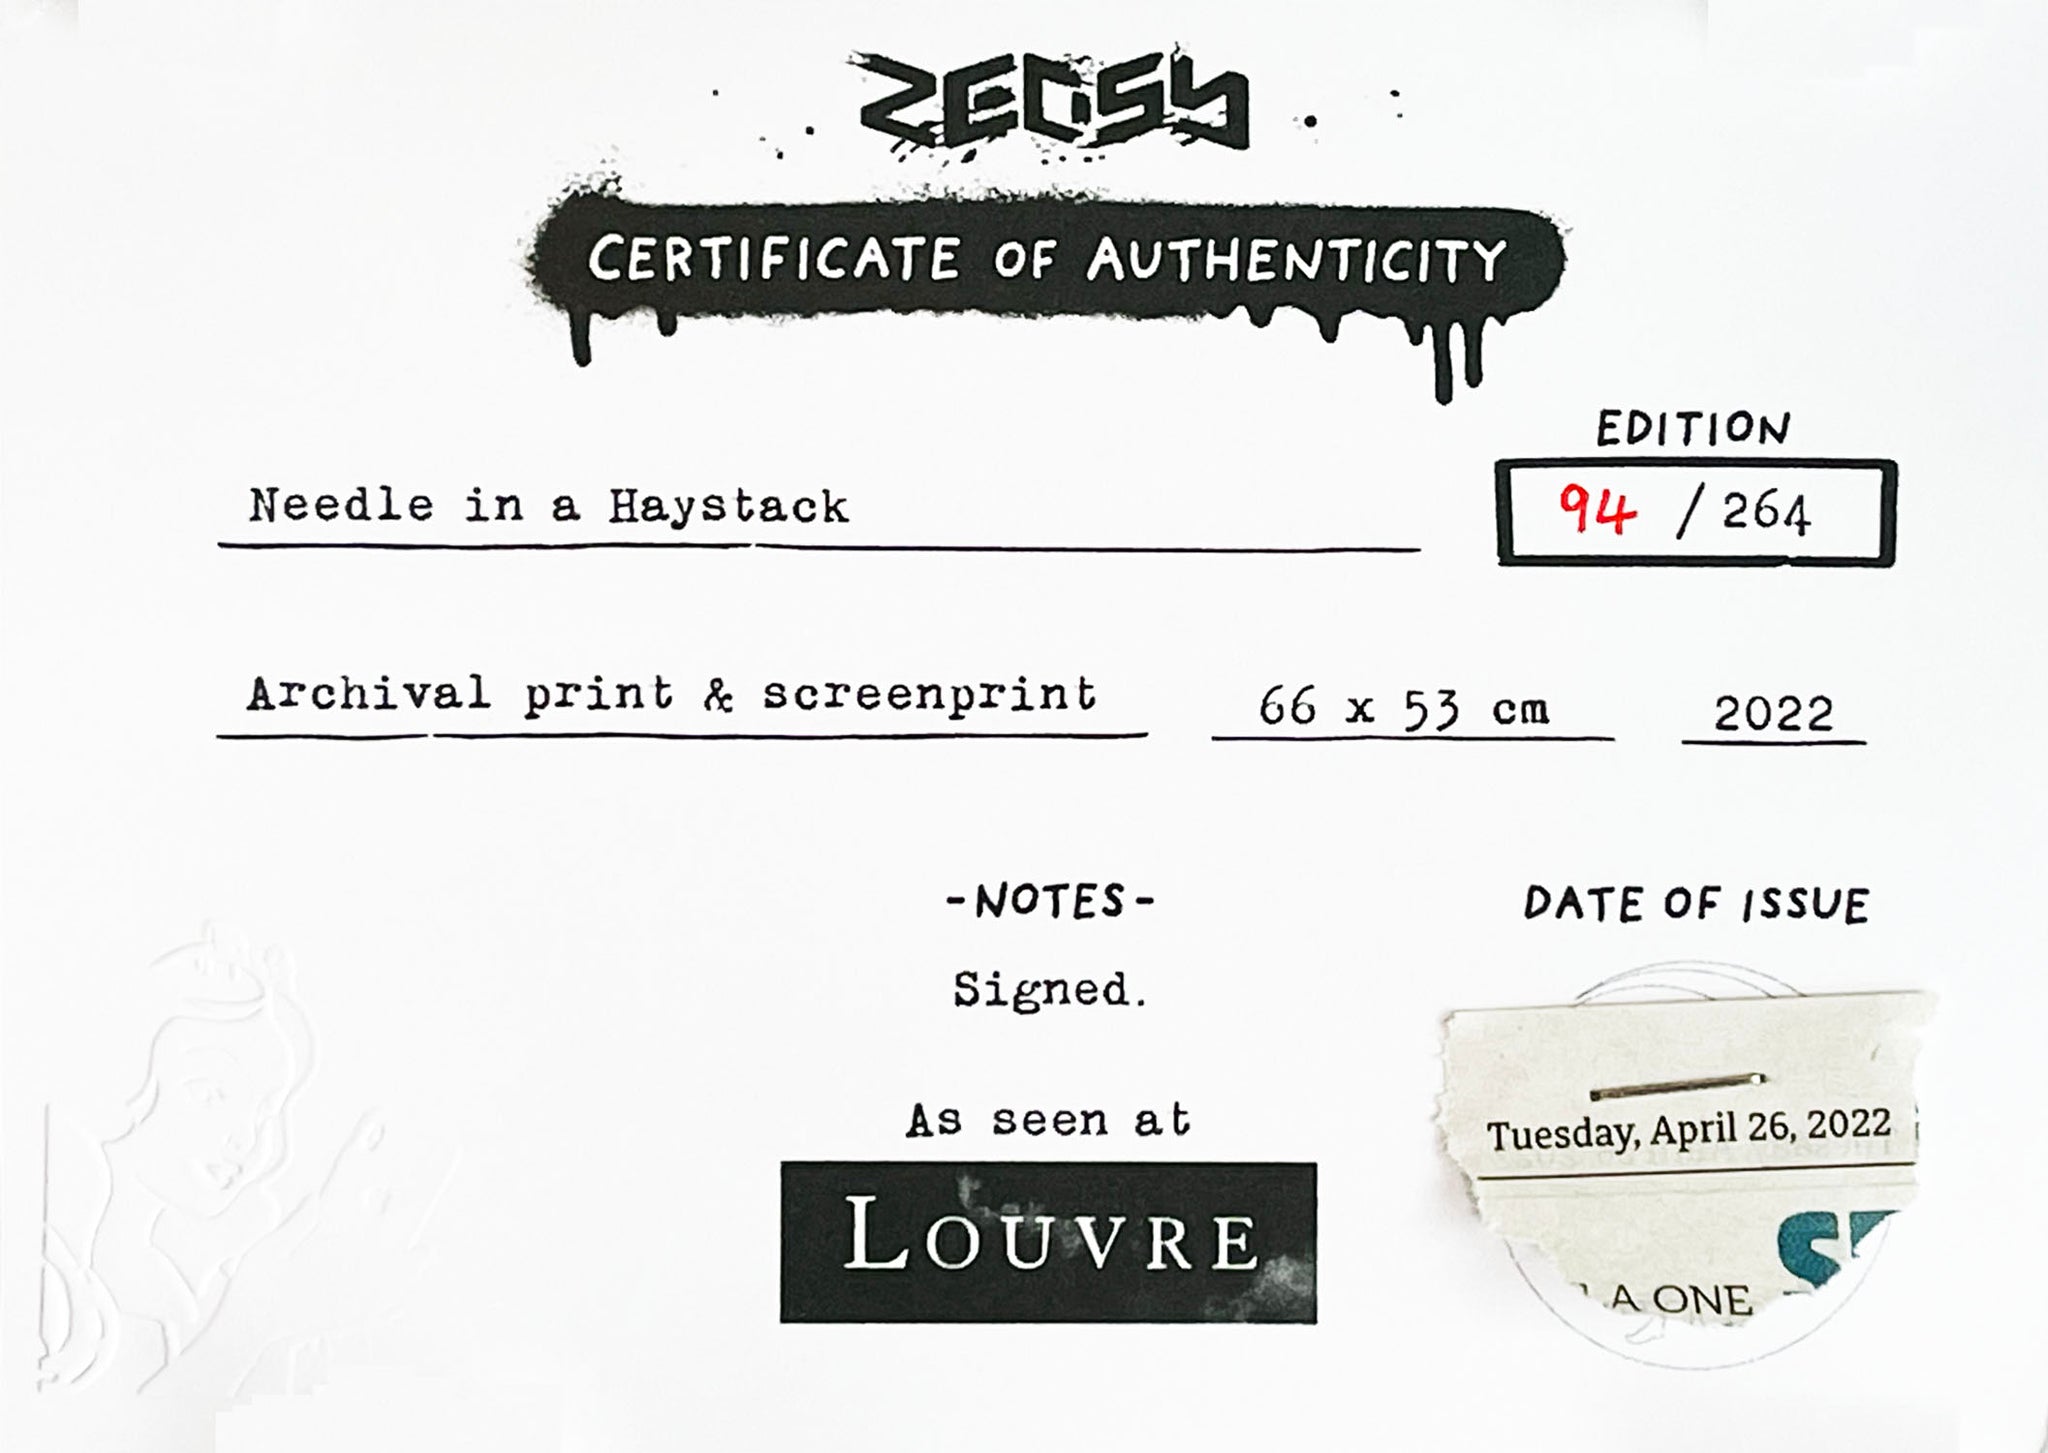 ZEDSY
CERTIFICATE OF AUTHENTICITY
EDITION
Needle in a Haystack
94 / 264
Archival print & screenprint
66 x 53 cm
2022
-NOTES-
DATE OF ISSUE
Signed.
As seen at
Tuesday, April 26, 2022
LOUVRE
A ONE